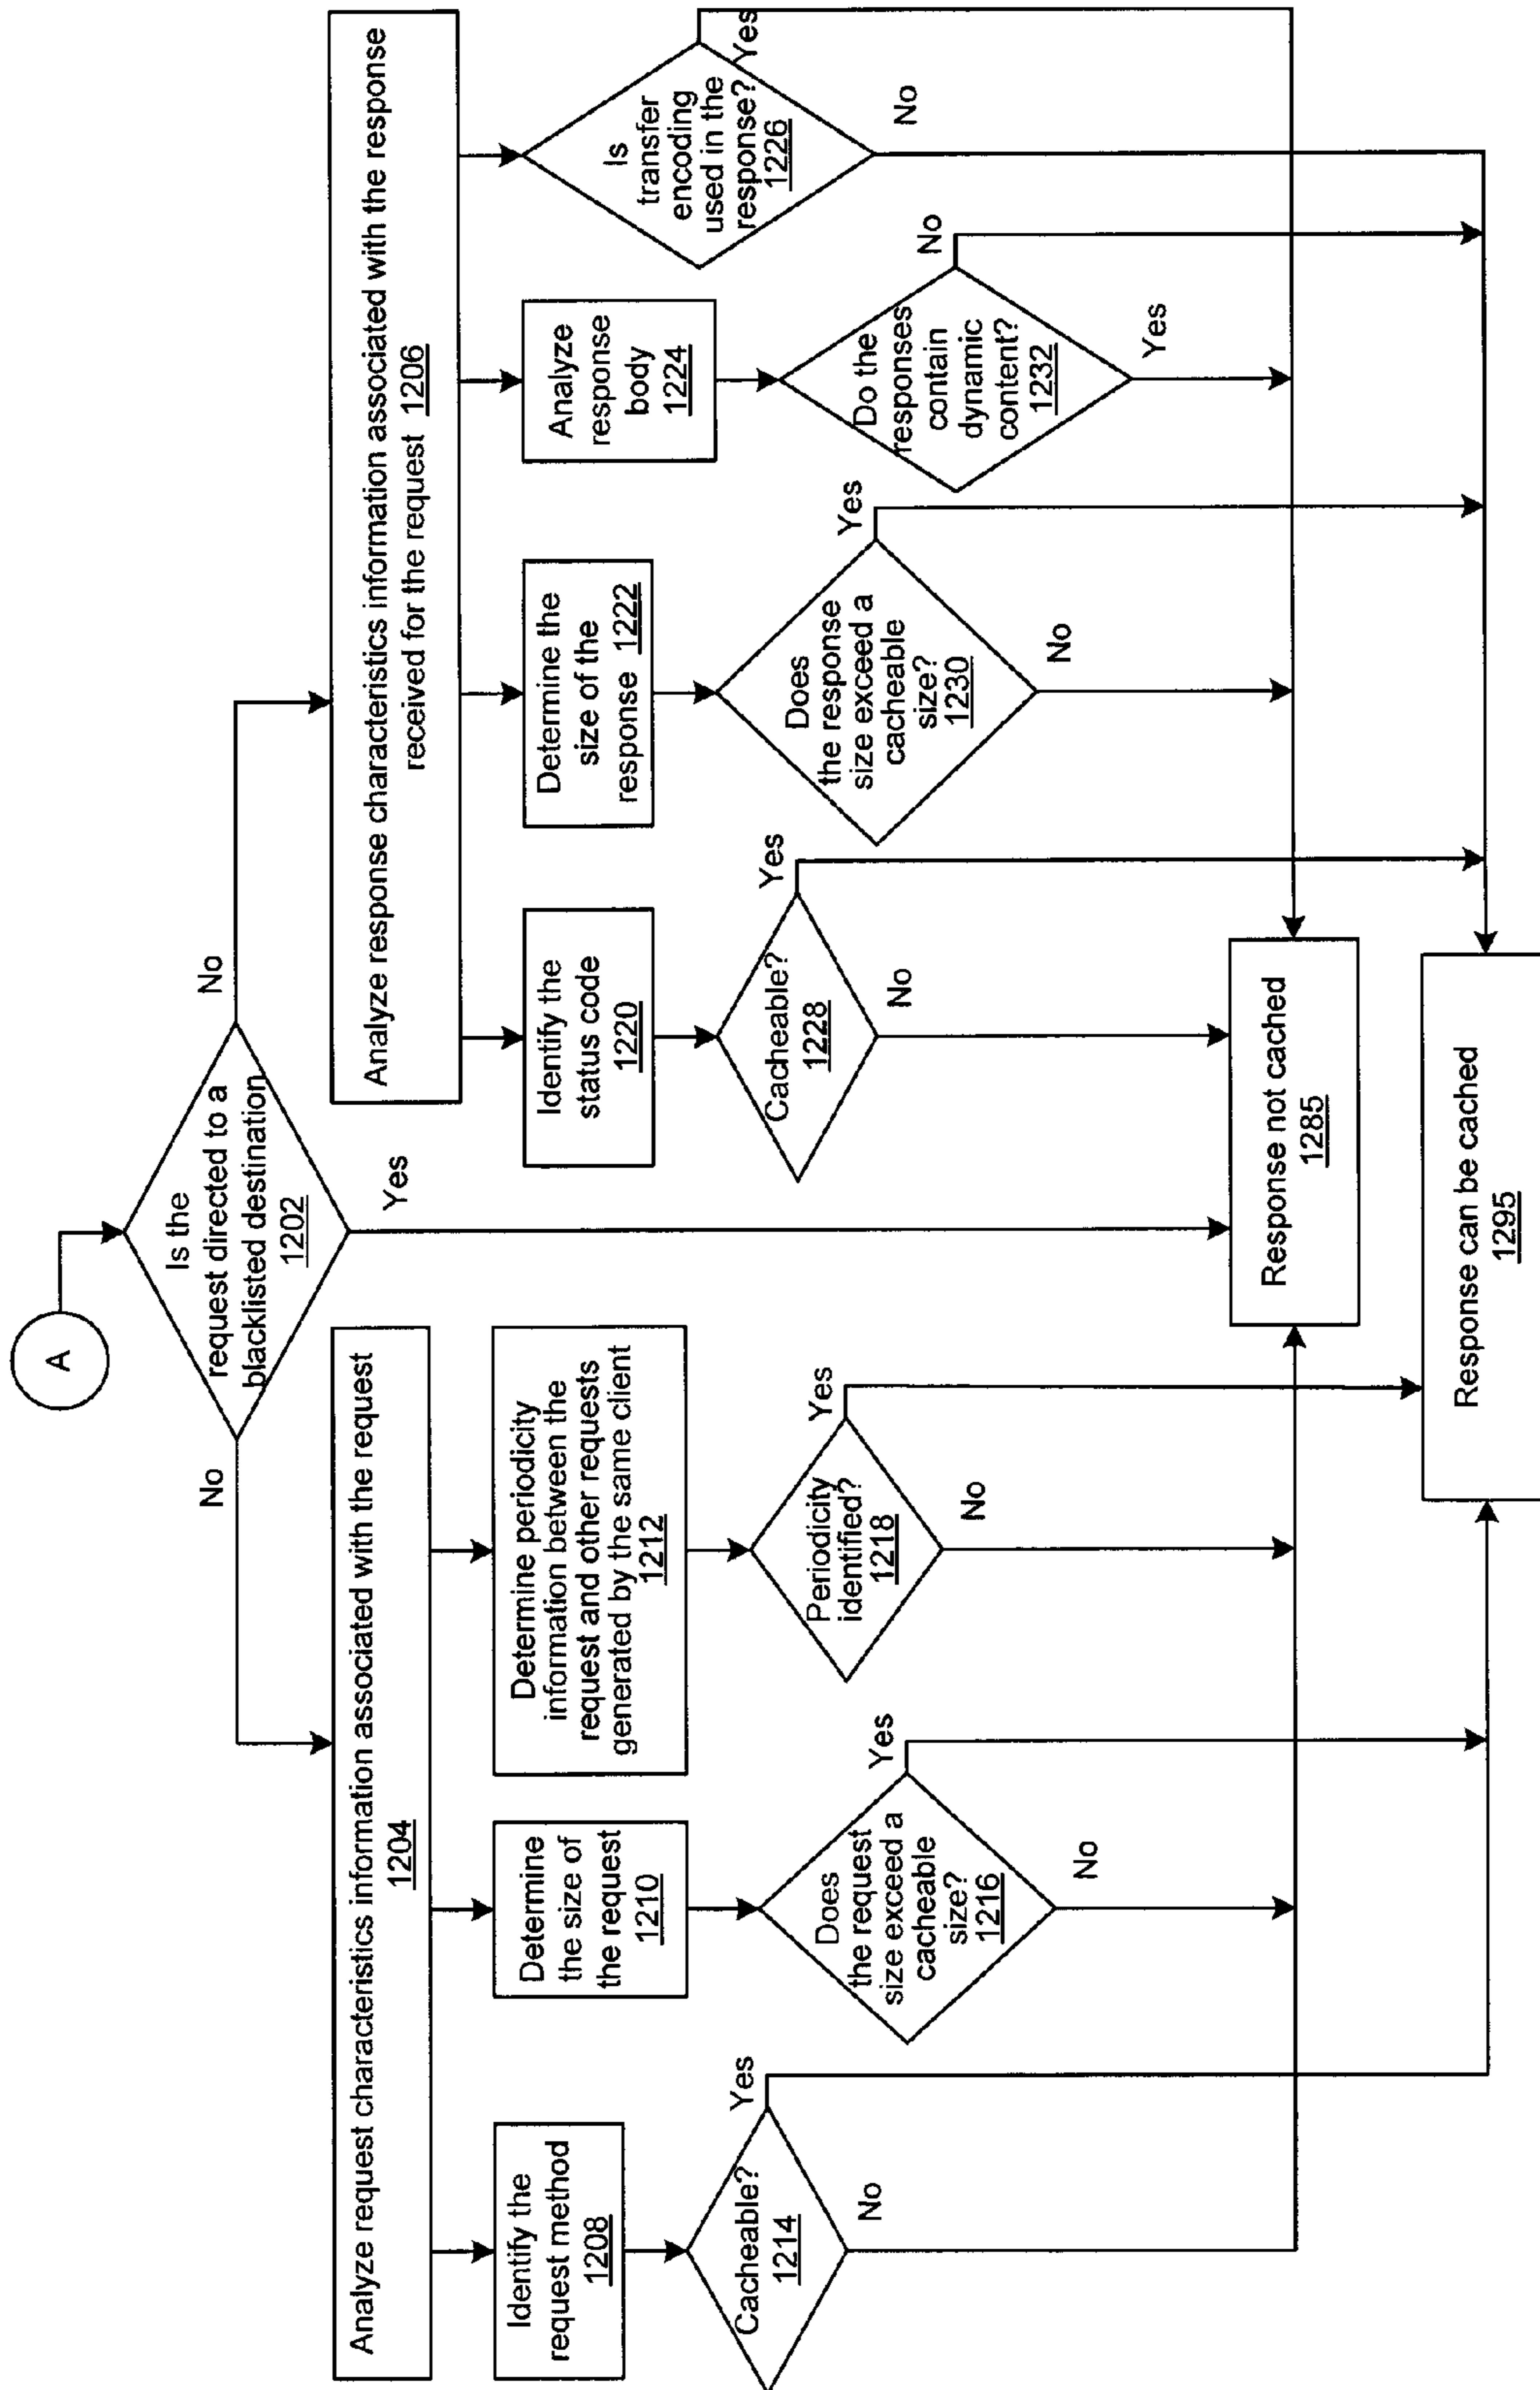 A
Is the
request directed to a
blacklisted destination
1202
No
No
Yes
Analyze request characteristics information associated with the request
1204
Identify the
request method
1208
Determine
the size of
the request
1210
Determine periodicity
information between the
request and other requests
generated by the same client
1212
Cacheable?
1214
Yes
No
Does
the request
size exceed a
cacheable
size?
1216
Yes
No
Periodicity
identified?
1218
Yes
No
Analyze response characteristics information associated with the response
received for the request 1206
Identify the
status code
1220
Determine the
size of the
response 1222
Analyze
response
body
1224
Is
transfer
encoding
used in the
response?
1226
Yes
No
Cacheable?
1228
Yes
No
Does
the response
size exceed a
cacheable
size?
1230
Yes
No
Do the
responses
contain
dynamic
content?
1232
No
Yes
Response not cached
1285
Response can be cached
1295